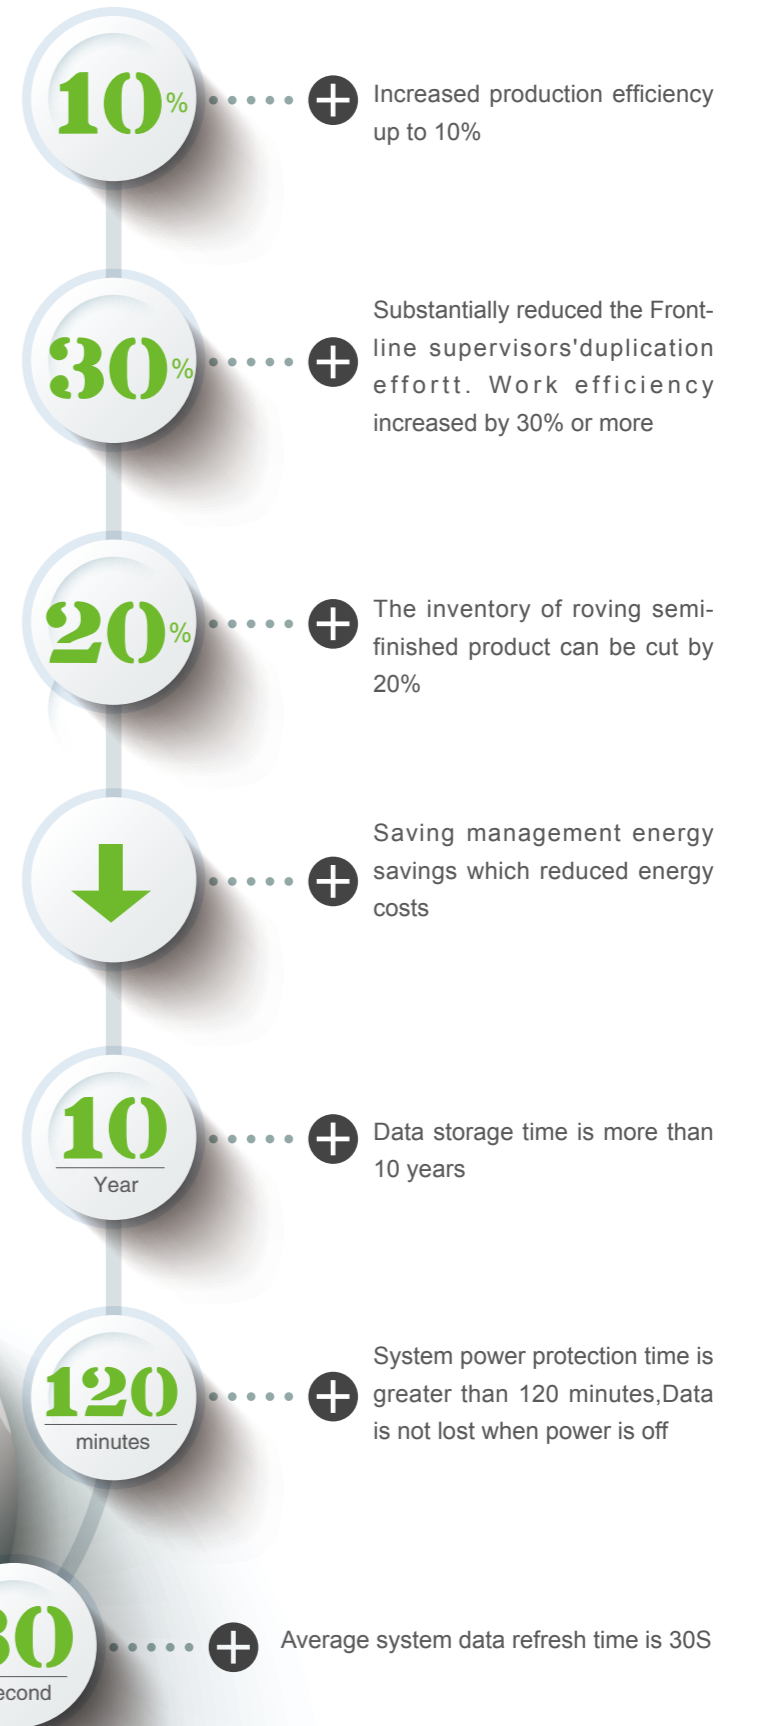 10%
Increased production efficiency
up to 10%
30%
Substantially reduced the Front-
line supervisors'duplication
effortt. Work efficiency
increased by 30% or more
20%
The inventory of roving semi-
finished product can be cut by
20%
Saving management energy
savings which reduced energy
costs
10
Year
Data storage time is more than
10 years
120
minutes
System power protection time is
greater than 120 minutes,Data
is not lost when power is off
30
econd
Average system data refresh time is 30S